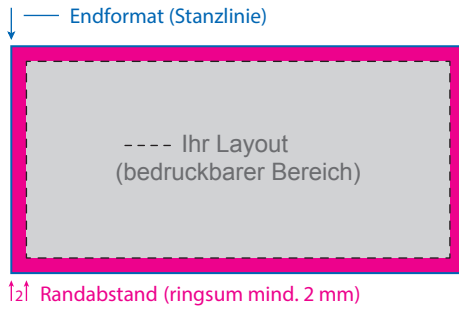 Endformat (Stanzlinie)
Ihr Layout
(bedruckbarer Bereich)
2 Randabstand (ringsum mind. 2 mm)